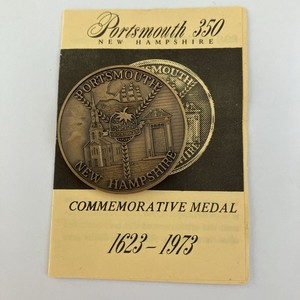 Portsmouth 350
NEW HAMPSHIRE
PORTSMOUTH
NEW HAMPSHIRE
COMMEMORATIVE MEDAL
1623-1973